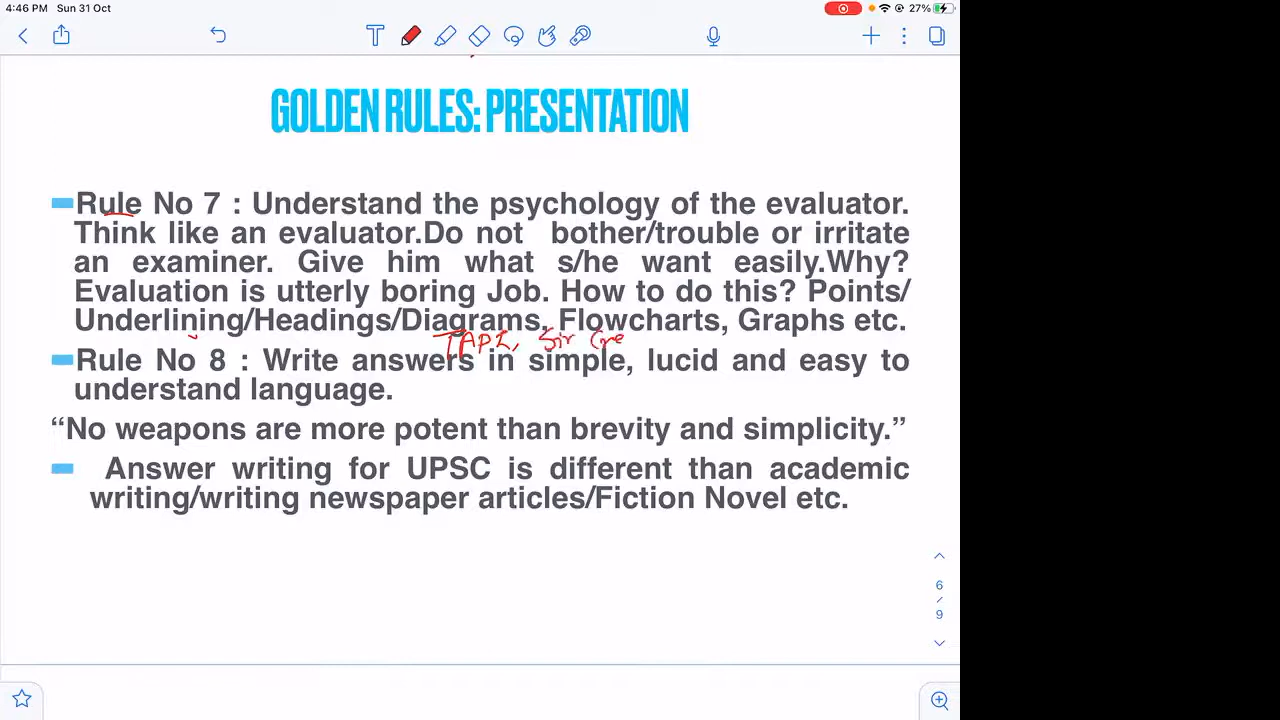 4:46 PM Sun 31 Oct
27%
GOLDEN RULES: PRESENTATION
Rule No 7 : Understand the psychology of the evaluator.
Think like an evaluator.Do not bother/trouble or irritate
an examiner. Give him what s/he want easily.Why?
Evaluation is utterly boring Job. How to do this? Points/
Underlining/Headings/Diagrams, Flowcharts, Graphs etc.
Rule No 8 : Write answers in simple, lucid and easy to
understand language.
“No weapons are more potent than brevity and simplicity.”
Answer writing for UPSC is different than academic
writing/writing newspaper articles/Fiction Novel etc.
6
/
9